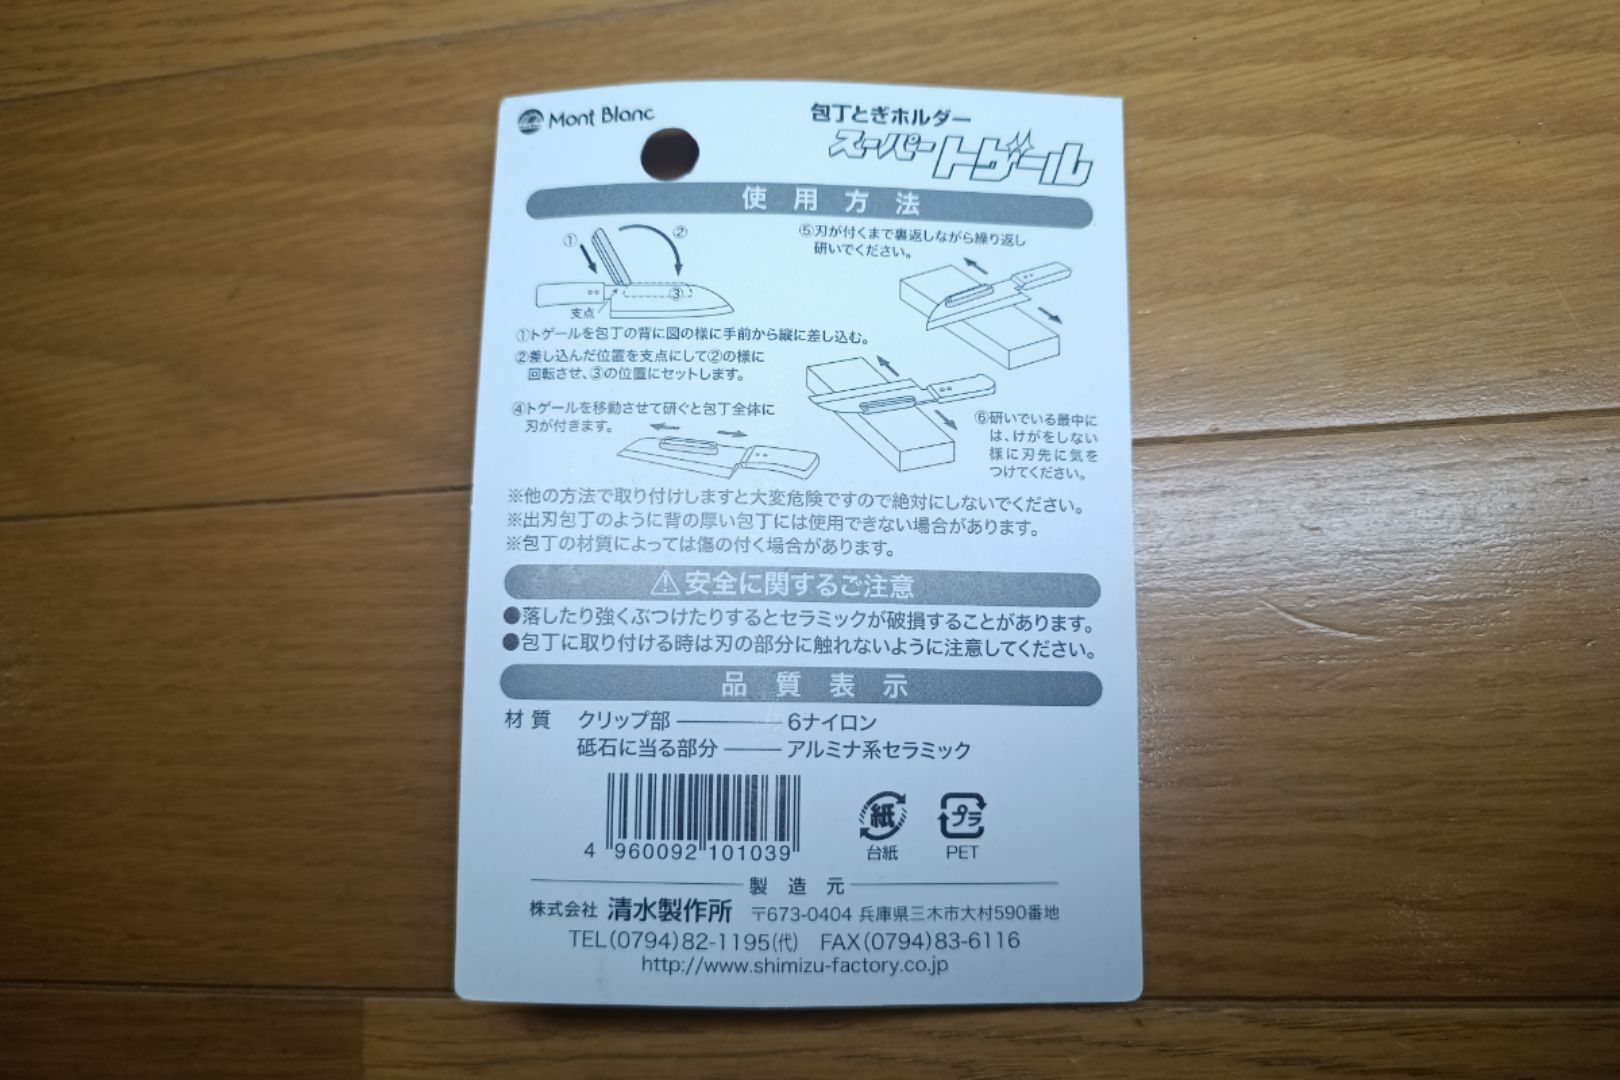 Mont Blanc
包丁とぎホルダー
スーパートゲール
使用方法
① ②
③
支点
①トゲールを包丁の背に図の様に手前から縦に差し込む。
②差し込んだ位置を支点にして②の様に
回転させ、③の位置にセットします。
④トゲールを移動させて研ぐと包丁全体に
刃が付きます。
⑤刃が付くまで裏返しながら繰り返し
研いでください。
⑥研いでいる最中に
は、けがをしない
様に刃先に気を
つけてください。
※他の方法で取り付けしますと大変危険ですので絶対にしないでください。
※出刃包丁のように背の厚い包丁には使用できない場合があります。
※包丁の材質によっては傷の付く場合があります。
⚠安全に関するご注意
●落したり強くぶつけたりするとセラミックが破損することがあります。
●包丁に取り付ける時は刃の部分に触れないように注意してください。
品質表示
材質 クリップ部 ——— 6ナイロン
砥石に当る部分 —— アルミナ系セラミック
4 960092 101039
紙 プラ
台紙 PET
製造元
株式会社 清水製作所 〒673-0404 兵庫県三木市大村590番地
TEL(0794)82-1195(代) FAX(0794)83-6116
http://www.shimizu-factory.co.jp